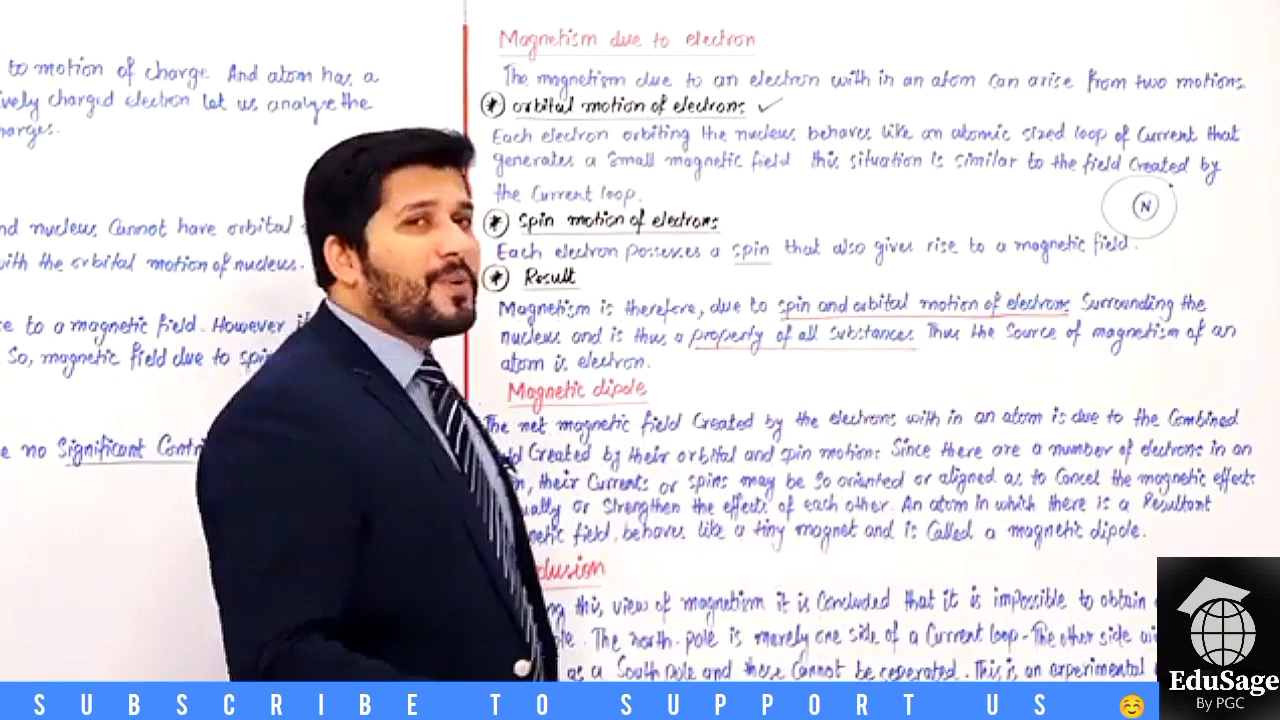 to motion of charge. And atom has a
ively charged electron let us analyze the
harges.
nd nucleus Cannot have orbital
with the orbital motion of nucleus.
se to a magnetic field. However i
. So, magnetic field due to spi
e no Significant Contri
Magnetism due to electron
The magnetism due to an electron with in an atom can arise from two motions.
* orbital motion of electrons ✓
Each electron orbiting the nucleus behaves like an atomic sized loop of Current that
generates a small magnetic field this situation is similar to the field created by
the Current loop.
N
* Spin motion of electrons
Each electron possesses a spin that also gives rise to a magnetic field.
* Result
Magnetism is therefore, due to spin and orbital motion of electrons Surrounding the
nucleus and is thus a property of all substances Thus the Source of magnetism of an
atom is electron.
Magnetic dipole
The net magnetic field Created by the electrons with in an atom is due to the Combined
ld Created by their orbital and spin motions Since there are a number of electrons in an
m, their Currents or spins may be so oriented or aligned as to Cancel the magnetic effects
ually or Strengthen the effects of each other. An atom in which there is a Resultant
netic field, behaves like a tiny magnet and is Called a magnetic dipole.
clusion
ng this, view of magnetism it is Concluded that it is impossible to obtain
ole. The north-pole is merely one side of a Current loop. The other side
as a South pole and these Cannot be seperated. This is an experimental
SUBSCRIBE TO SUPPORT US 😊
EduSage
By PGC